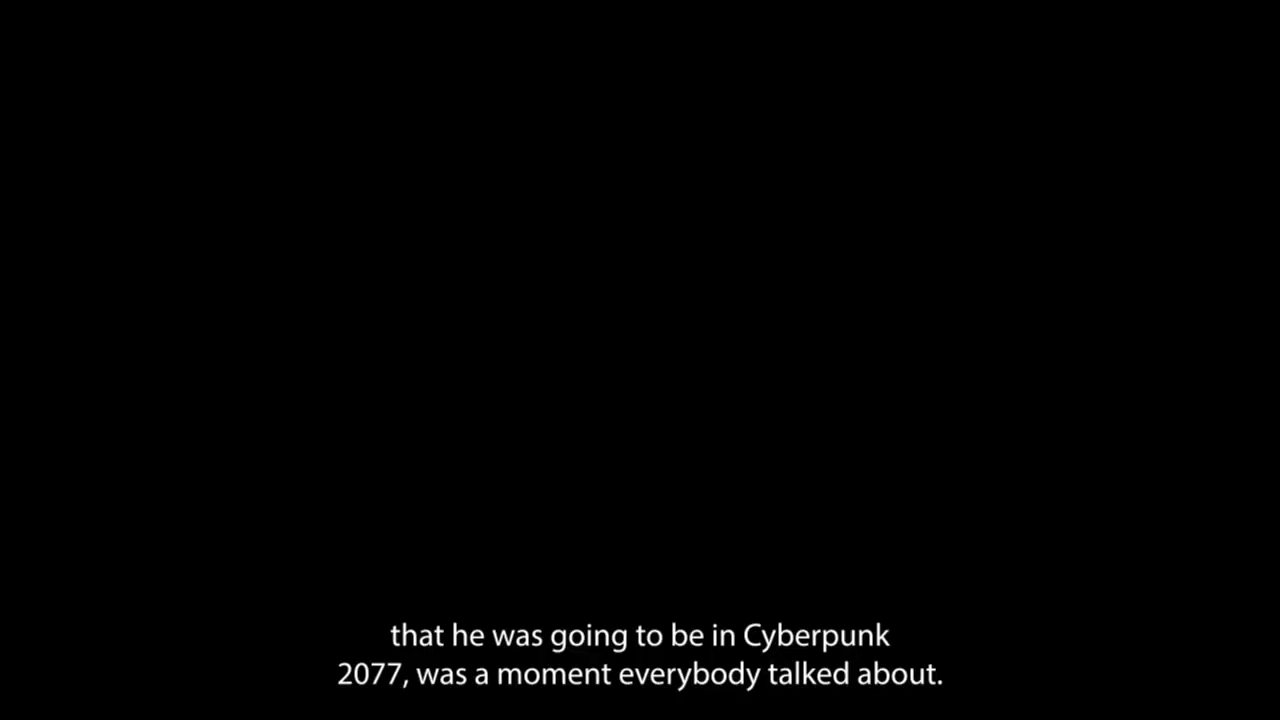 that he was going to be in Cyberpunk
2077, was a moment everybody talked about.